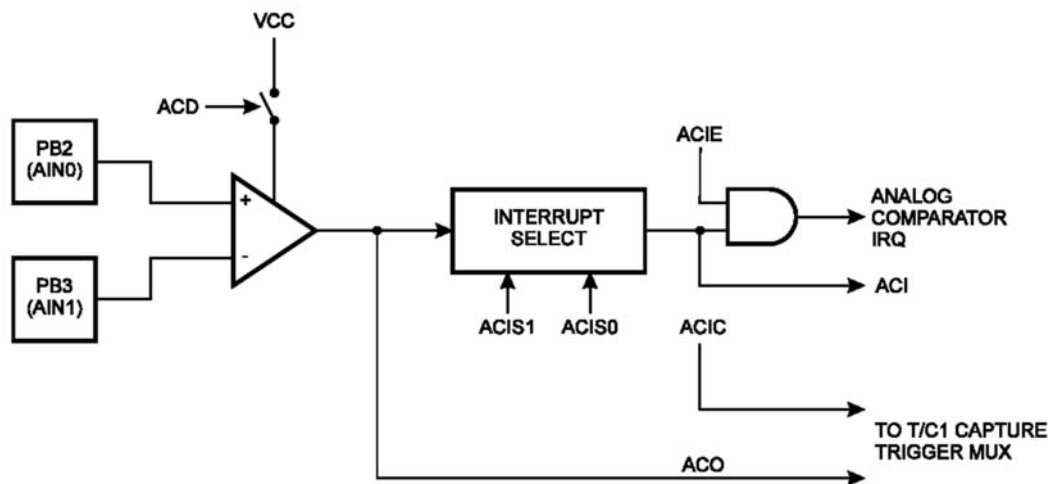 VCC
ACD
PB2
(AIN0)
+
-
PB3
(AIN1)
INTERRUPT
SELECT
ACIS1 ACIS0
ACIE
ANALOG
COMPARATOR
IRQ
ACI
ACIC
TO T/C1 CAPTURE
TRIGGER MUX
ACO